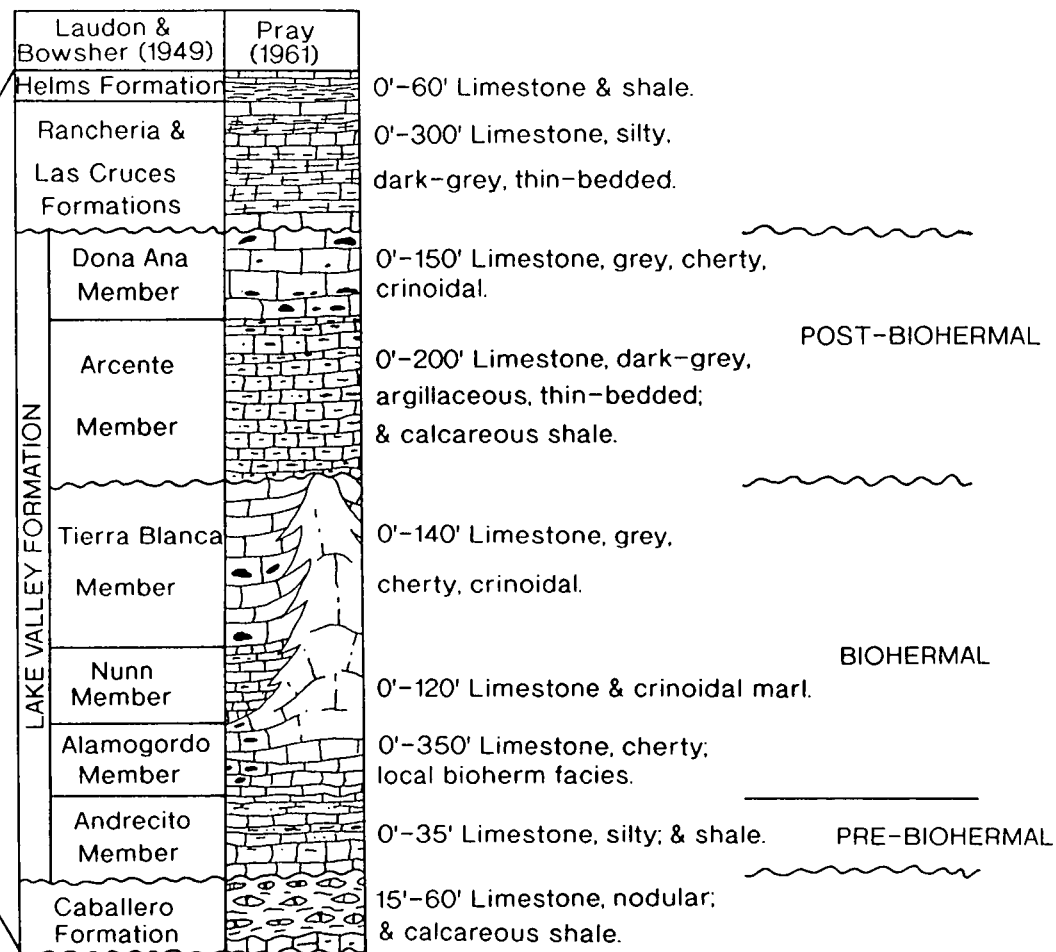 Laudon &
Bowsher (1949)
Pray
(1961)
Helms Formation
0'-60' Limestone & shale.
Rancheria &
Las Cruces
Formations
0'-300' Limestone, silty,
dark-grey, thin-bedded.
LAKE VALLEY FORMATION
Dona Ana
Member
0'-150' Limestone, grey, cherty,
crinoidal.
POST-BIOHERMAL
Arcente
Member
0'-200' Limestone, dark-grey,
argillaceous, thin-bedded;
& calcareous shale.
Tierra Blanca
Member
0'-140' Limestone, grey,
cherty, crinoidal.
BIOHERMAL
Nunn
Member
0'-120' Limestone & crinoidal marl.
Alamogordo
Member
0'-350' Limestone, cherty;
local bioherm facies.
Andrecito
Member
0'-35' Limestone, silty; & shale.
PRE-BIOHERMAL
Caballero
Formation
15'-60' Limestone, nodular;
& calcareous shale.